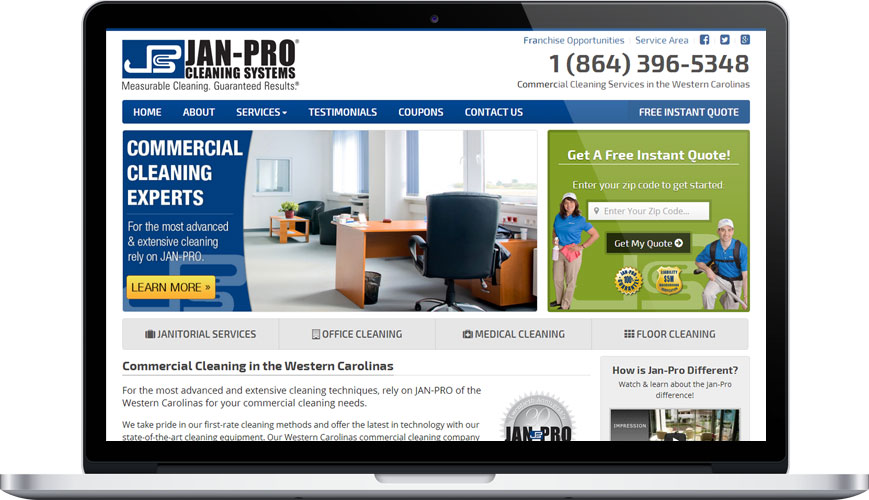 Franchise Opportunities Service Area
JAN-PRO®
CLEANING SYSTEMS
Measurable Cleaning. Guaranteed Results.®
1 (864) 396-5348
Commercial Cleaning Services in the Western Carolinas
HOME ABOUT SERVICES TESTIMONIALS COUPONS CONTACT US FREE INSTANT QUOTE
COMMERCIAL
CLEANING
EXPERTS
For the most advanced
& extensive cleaning
rely on JAN-PRO.
LEARN MORE »
Get A Free Instant Quote!
Enter your zip code to get started.
Enter Your Zip Code...
Get My Quote
JANITORIAL SERVICES OFFICE CLEANING MEDICAL CLEANING FLOOR CLEANING
Commercial Cleaning in the Western Carolinas
For the most advanced and extensive cleaning techniques, rely on JAN-PRO of the
Western Carolinas for your commercial cleaning needs.
We take pride in our first-rate cleaning methods and offer the latest in technology with our
state-of-the-art cleaning equipment. Our Western Carolinas commercial cleaning company
JAN-PRO
How is Jan-Pro Different?
Watch & learn about the Jan-Pro
difference!
IMPRESSION